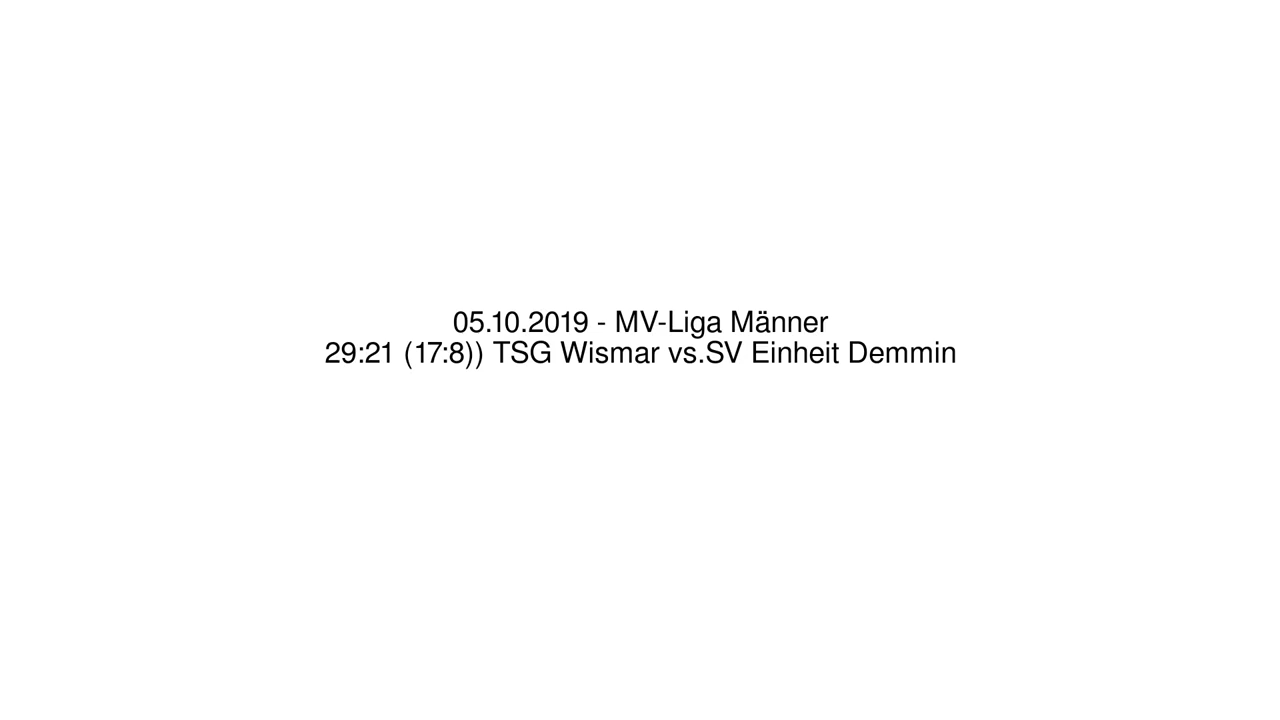 05.10.2019 - MV-Liga Männer
29:21 (17:8)) TSG Wismar vs.SV Einheit Demmin